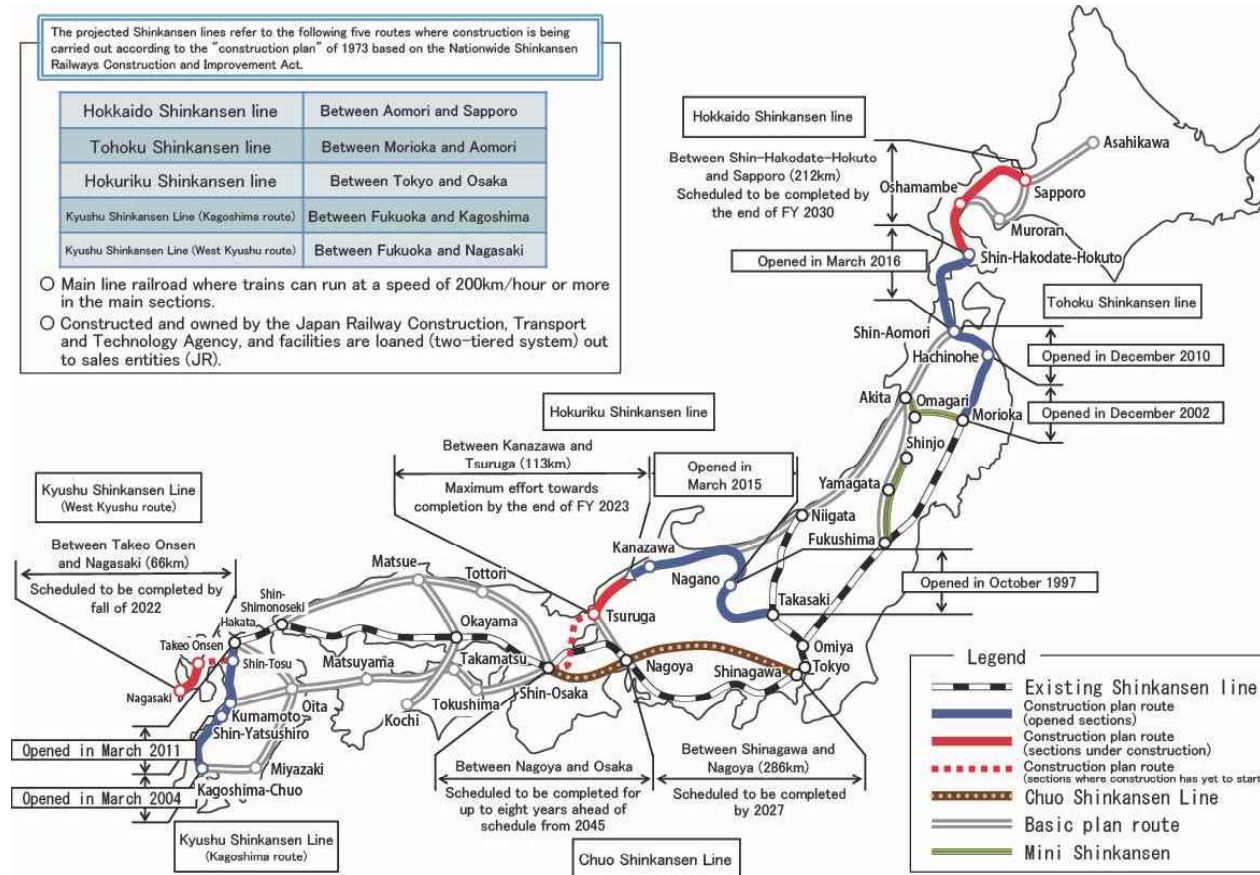 The projected Shinkansen lines refer to the following five routes where construction is being
carried out according to the "construction plan" of 1973 based on the Nationwide Shinkansen
Railways Construction and Improvement Act.
Hokkaido Shinkansen line
Between Aomori and Sapporo
Tohoku Shinkansen line
Between Morioka and Aomori
Hokuriku Shinkansen line
Between Tokyo and Osaka
Kyushu Shinkansen Line (Kagoshima route)
Between Fukuoka and Kagoshima
Kyushu Shinkansen Line (West Kyushu route)
Between Fukuoka and Nagasaki
○ Main line railroad where trains can run at a speed of 200km/hour or more
in the main sections.
○ Constructed and owned by the Japan Railway Construction, Transport
and Technology Agency, and facilities are loaned (two-tiered system) out
to sales entities (JR).
Hokkaido Shinkansen line
Between Shin-Hakodate-Hokuto
and Sapporo (212km)
Scheduled to be completed by
the end of FY 2030
Asahikawa
Oshamambe
Sapporo
Muroran
Opened in March 2016
Shin-Hakodate-Hokuto
Tohoku Shinkansen line
Shin-Aomori
Hachinohe
Opened in December 2010
Akita
Omagari
Morioka
Opened in December 2002
Shinjo
Yamagata
Niigata
Fukushima
Hokuriku Shinkansen line
Between Kanazawa and
Tsuruga (113km)
Maximum effort towards
completion by the end of FY 2023
Opened in
March 2015
Kanazawa
Nagano
Opened in October 1997
Takasaki
Tsuruga
Omiya
Tokyo
Shinagawa
Nagoya
Kyushu Shinkansen Line
(West Kyushu route)
Between Takeo Onsen
and Nagasaki (66km)
Scheduled to be completed by
fall of 2022
Matsue
Tottori
Shin-
Shimonoseki
Hakata
Okayama
Takeo Onsen
Shin-Tosu
Matsuyama
Takamatsu
Shin-Osaka
Nagasaki
Oita
Tokushima
Kochi
Kumamoto
Shin-Yatsushiro
Opened in March 2011
Miyazaki
Kagoshima-Chuo
Opened in March 2004
Kyushu Shinkansen Line
(Kagoshima route)
Between Nagoya and Osaka
Scheduled to be completed for
up to eight years ahead of
schedule from 2045
Between Shinagawa and
Nagoya (286km)
Scheduled to be completed
by 2027
Chuo Shinkansen Line
Legend
Existing Shinkansen line
Construction plan route
(opened sections)
Construction plan route
(sections under construction)
Construction plan route
(sections where construction has yet to start
Chuo Shinkansen Line
Basic plan route
Mini Shinkansen